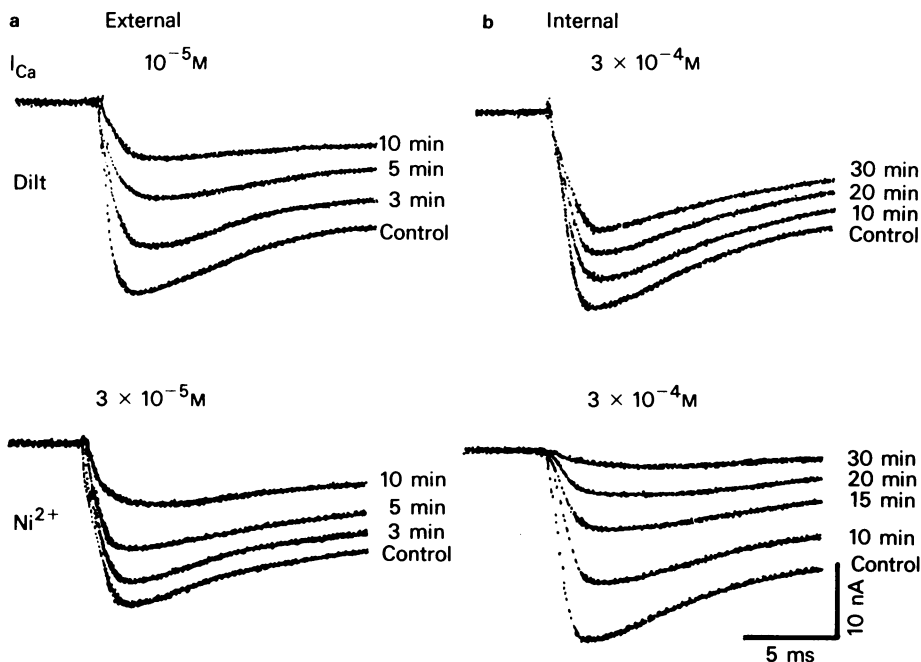 a External
I_Ca 10⁻⁵ M
Dilt
10 min
5 min
3 min
Control
b Internal
3 × 10⁻⁴ M
30 min
20 min
10 min
Control
3 × 10⁻⁵ M
Ni²⁺
10 min
5 min
3 min
Control
3 × 10⁻⁴ M
30 min
20 min
15 min
10 min
Control
10 nA
5 ms